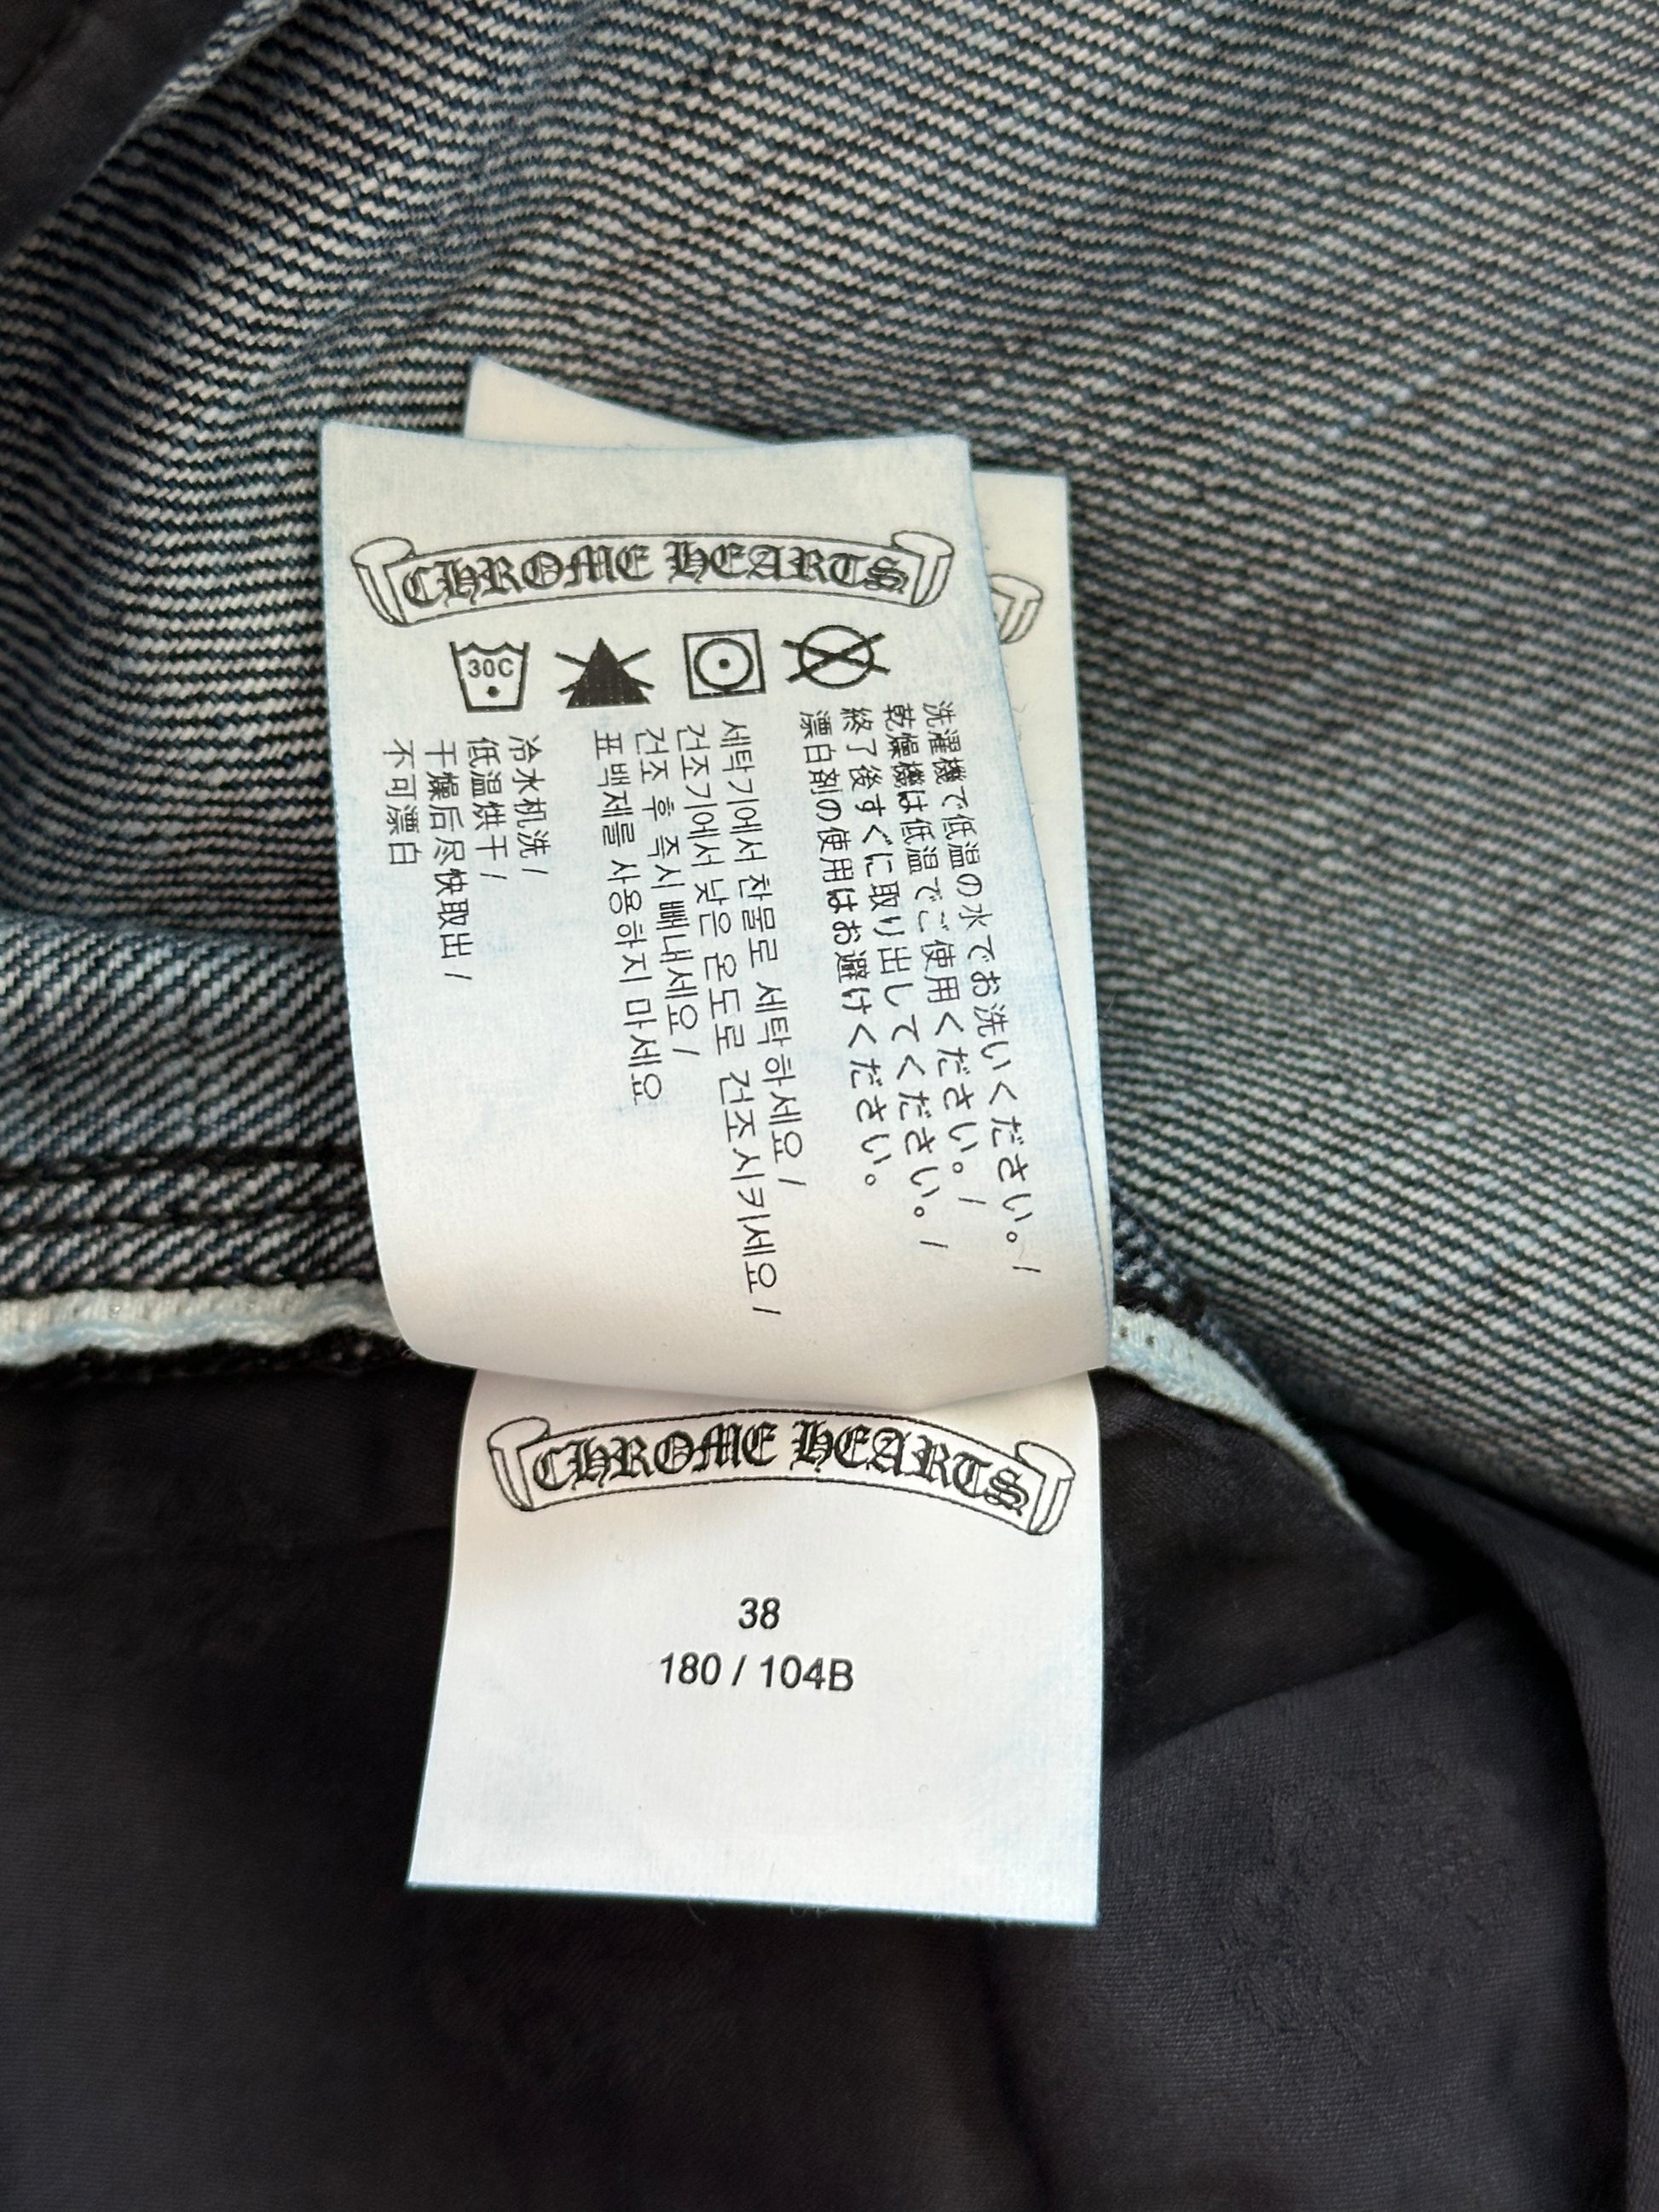 CHROME HEARTS
30C
冷水机洗 /
低温烘干 /
干燥后尽快取出 /
不可漂白
세탁기에서 찬물로 세탁하세요 /
건조기에서 낮은 온도로 건조시키세요 /
건조 후 즉시 빼내세요 /
표백제를 사용하지 마세요
洗濯機で低温の水でお洗いください。/
乾燥機は低温でご使用ください。/
終了後すぐに取り出してください。/
漂白剤の使用はお避けください。
CHROME HEARTS
38
180 / 104B